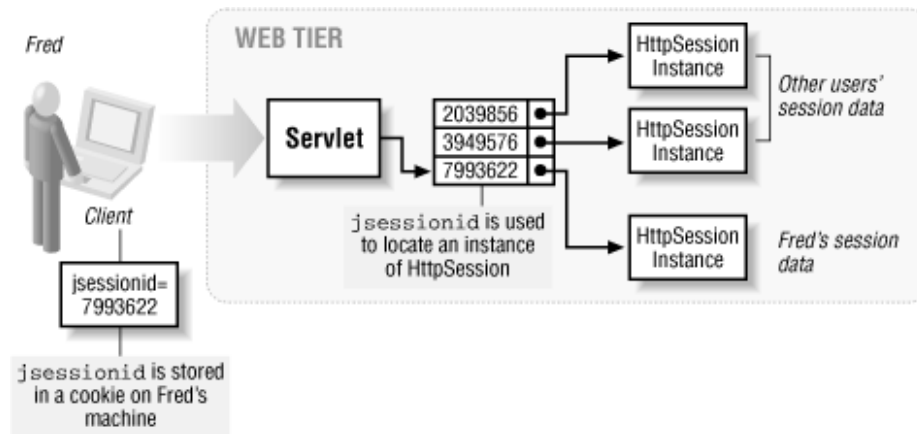 Fred
WEB TIER
Servlet
2039856
3949576
7993622
HttpSession
Instance
HttpSession
Instance
Other users'
session data
HttpSession
Instance
Fred's session
data
jsessionid is used
to locate an instance
of HttpSession
Client
jsessionid=
7993622
jsessionid is stored
in a cookie on Fred's
machine